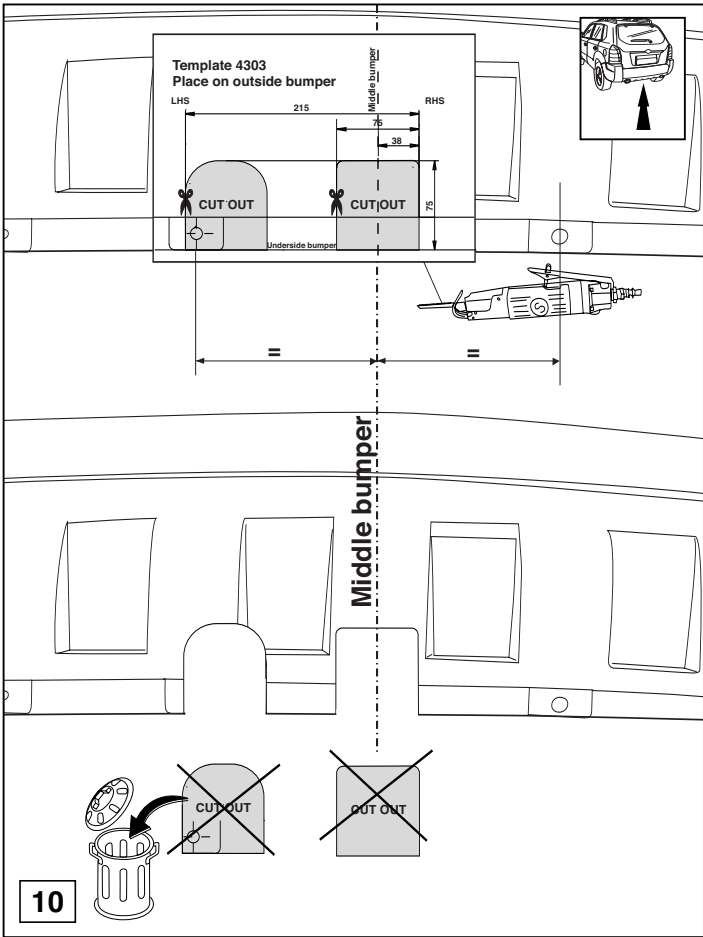 Template 4303
Place on outside bumper
Middle bumper
LHS
215
RHS
75
38
CUT OUT
CUT OUT
75
Underside bumper
S
=
=
Middle bumper
CUT OUT
CUT OUT
10